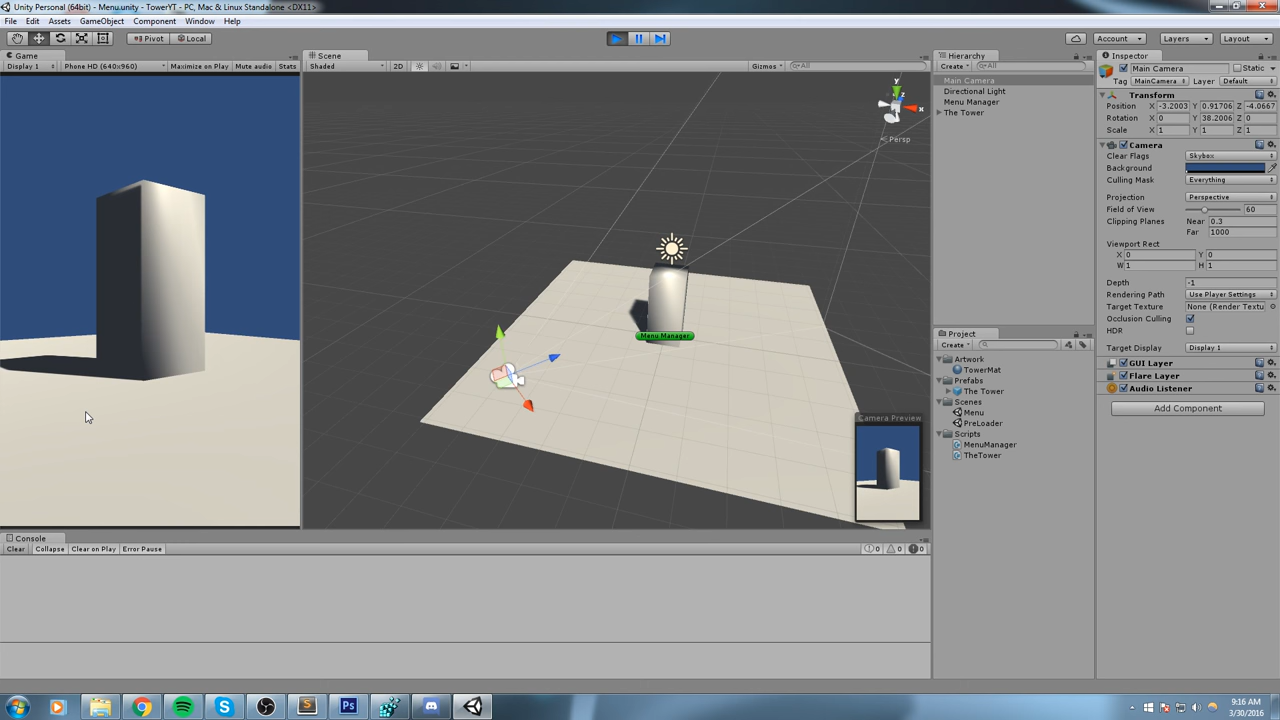 Unity Personal (64bit) - Menu.unity - TowerYT - PC, Mac & Linux Standalone <DX11>
File Edit Assets GameObject Component Window Help
Pivot Local Account Layers Layout
Game
Display 1 Phone HD (640x960) Maximize on Play Mute audio Stats
Scene
Shaded 2D Gizmos All
y
z
x
Persp
Menu Manager
Camera Preview
Hierarchy
Create All
Main Camera
Directional Light
Menu Manager
The Tower
Project
Create
Artwork
TowerMat
Prefabs
The Tower
Scenes
Menu
PreLoader
Scripts
MenuManager
TheTower
Inspector
Main Camera Static
Tag MainCamera Layer Default
Transform
Position X -3.2003 Y 0.91706 Z -4.0667
Rotation X 0 Y 38.2006 Z 0
Scale X 1 Y 1 Z 1
Camera
Clear Flags Skybox
Background
Culling Mask Everything
Projection Perspective
Field of View 60
Clipping Planes Near 0.3
Far 1000
Viewport Rect
X 0 Y 0
W 1 H 1
Depth -1
Rendering Path Use Player Settings
Target Texture None (Render Textu
Occlusion Culling
HDR
Target Display Display 1
GUI Layer
Flare Layer
Audio Listener
Add Component
Console
Clear Collapse Clear on Play Error Pause 0 0 0
9:16 AM
3/30/2016